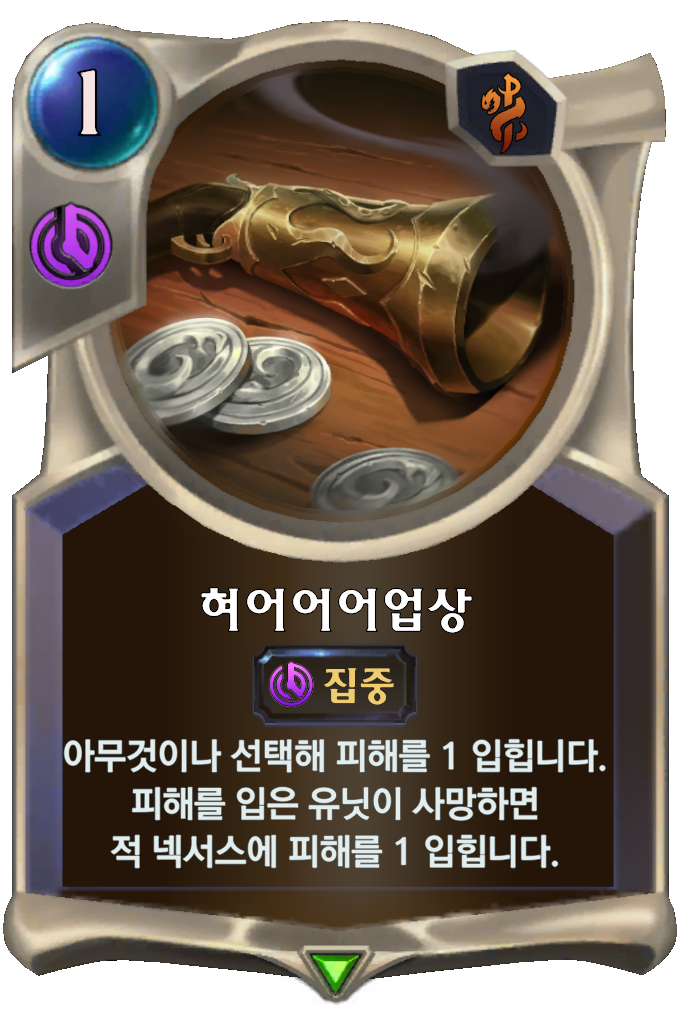 1
혀어어어업상
집중
아무것이나 선택해 피해를 1 입힙니다.
피해를 입은 유닛이 사망하면
적 넥서스에 피해를 1 입힙니다.